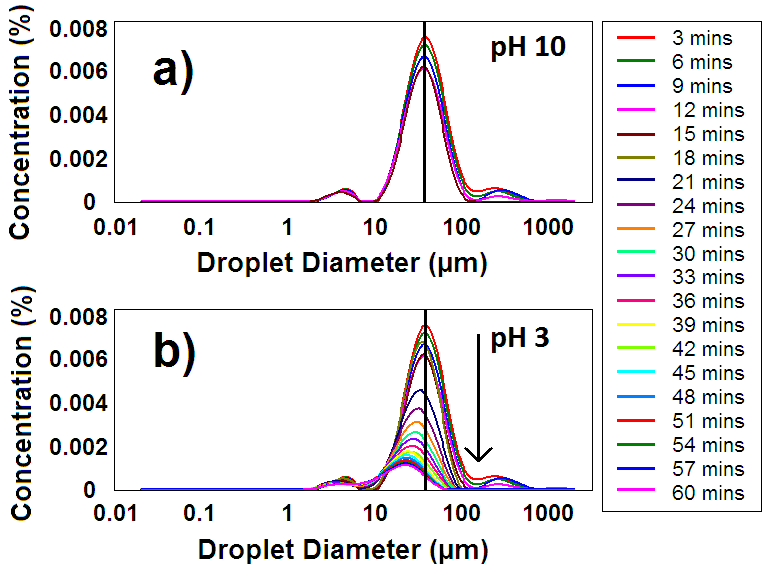 0.008
0.006
0.004
0.002
0
Concentration (%)
a)
pH 10
0.01 0.1 1 10 100 1000
Droplet Diameter (µm)
0.008
0.006
0.004
0.002
0
Concentration (%)
b)
pH 3
0.01 0.1 1 10 100 1000
Droplet Diameter (µm)
3 mins
6 mins
9 mins
12 mins
15 mins
18 mins
21 mins
24 mins
27 mins
30 mins
33 mins
36 mins
39 mins
42 mins
45 mins
48 mins
51 mins
54 mins
57 mins
60 mins